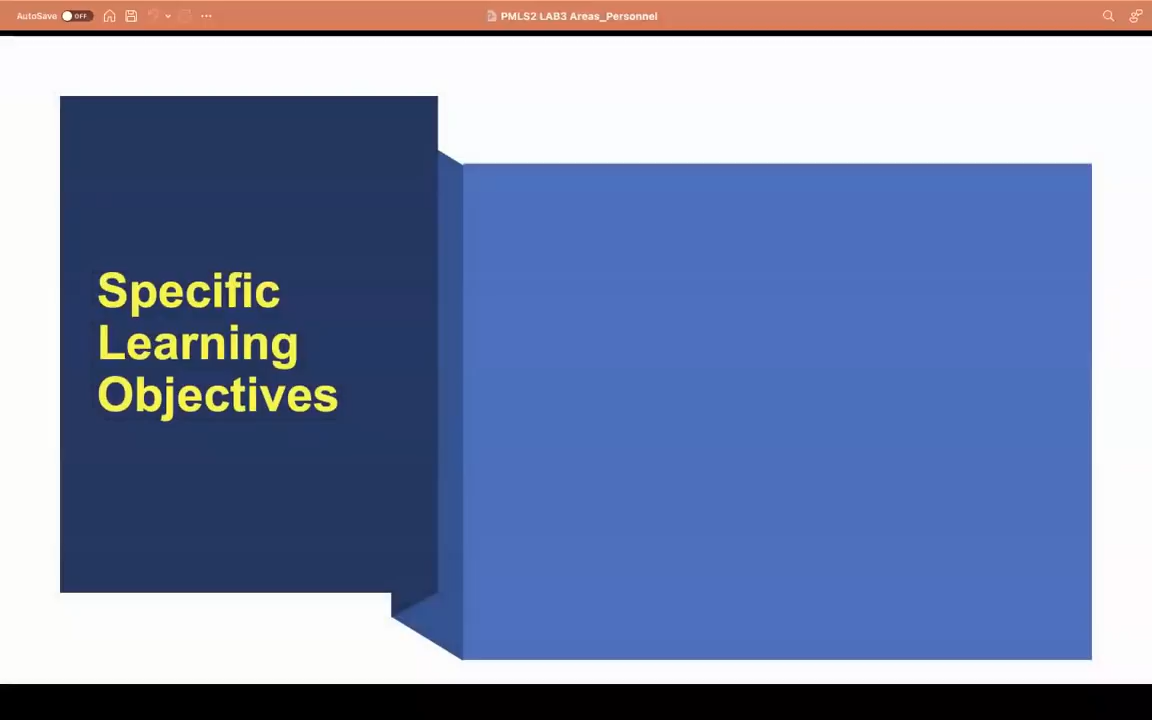 AutoSave OFF
PMLS2 LAB3 Areas_Personnel
Specific
Learning
Objectives